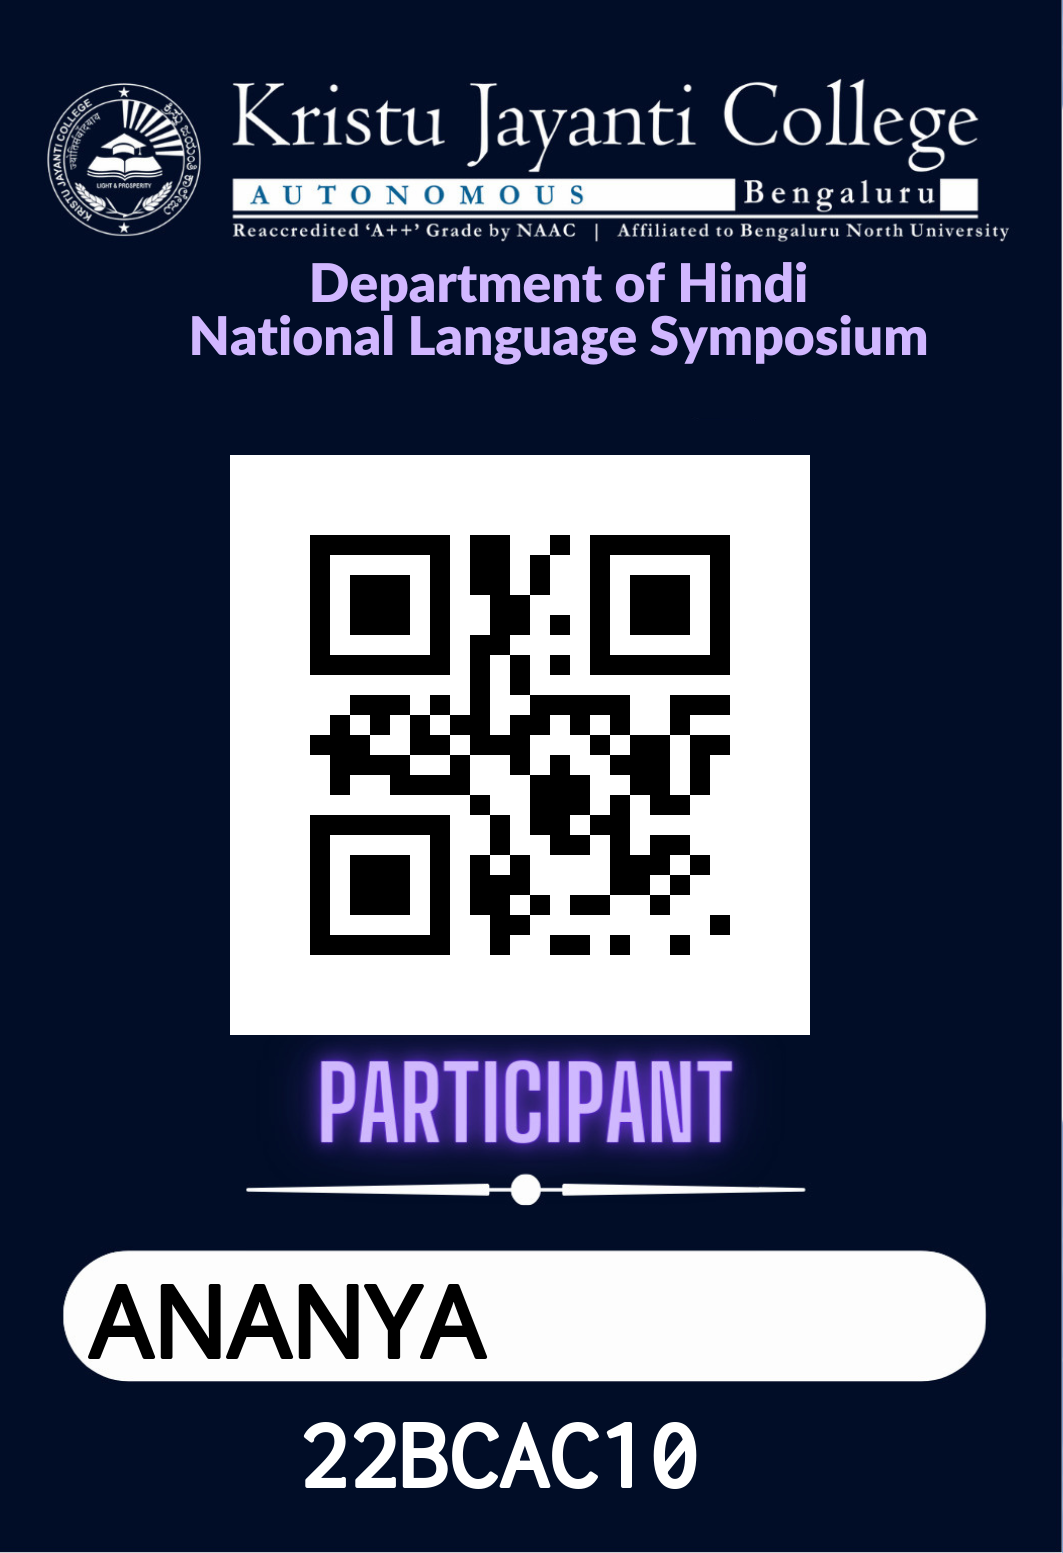 Kristu Jayanti College
AUTONOMOUS Bengaluru
Reaccredited ‘A++’ Grade by NAAC | Affiliated to Bengaluru North University
KRISTU JAYANTI COLLEGE
LIGHT & PROSPERITY
Department of Hindi
National Language Symposium
PARTICIPANT
ANANYA
22BCAC10